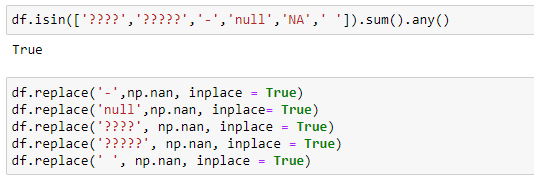 df.isin(['????','?????','-','null','NA',' ']).sum().any()
True
df.replace('-',np.nan, inplace = True)
df.replace('null',np.nan, inplace= True)
df.replace('????', np.nan, inplace = True)
df.replace('?????', np.nan, inplace = True)
df.replace(' ', np.nan, inplace = True)